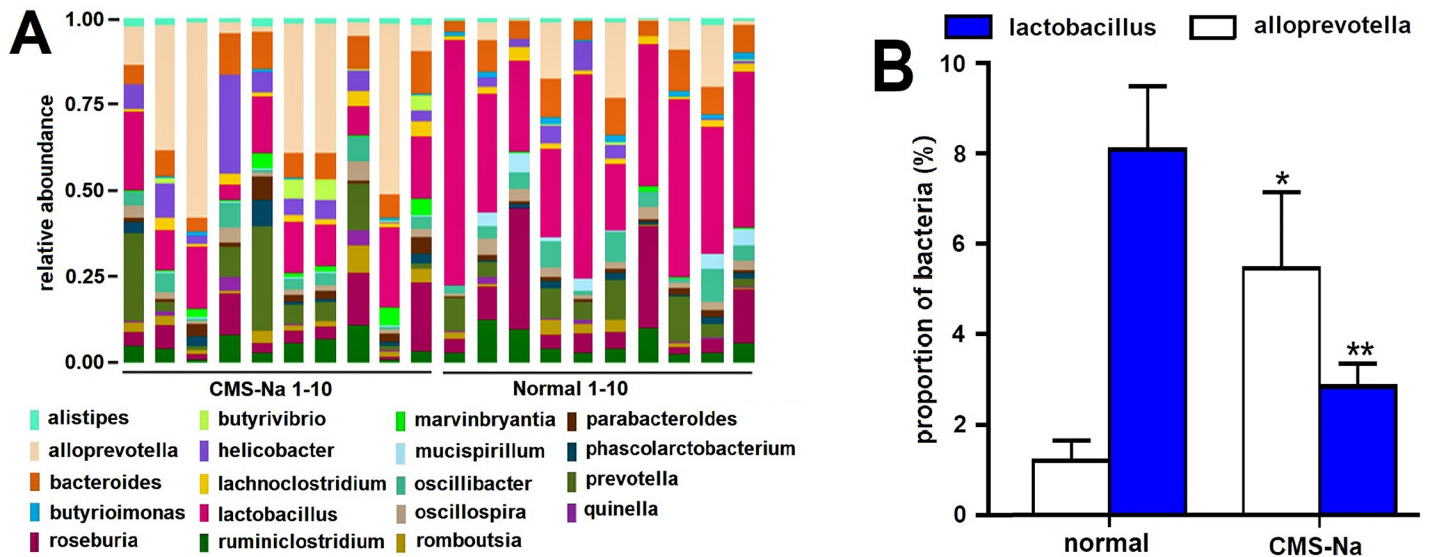 A
1.00
0.75
0.50
0.25
0.00
relative aboundance
CMS-Na 1-10
Normal 1-10
alistipes
butyrivibrio
marvinbryantia
parabacteroides
alloprevotella
helicobacter
mucispirillum
phascolarctobacterium
bacteroides
lachnoclostridium
oscillibacter
prevotella
butyrioimonas
lactobacillus
oscillospira
quinella
roseburia
ruminiclostridium
romboutsia
B
lactobacillus
alloprevotella
10
8
6
4
2
0
proportion of bacteria (%)
*
**
normal
CMS-Na